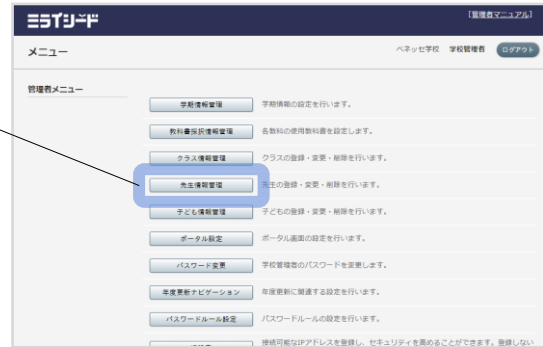 ミライシード
[管理者マニュアル]
メニュー
ベネッセ学校 学校管理者 ログアウト
管理者メニュー
学期情報管理 学期情報の設定を行います。
教科書採択情報管理 各教科の使用教科書を設定します。
クラス情報管理 クラスの登録・変更・削除を行います。
先生情報管理 先生の登録・変更・削除を行います。
子ども情報管理 子どもの登録・変更・削除を行います。
ポータル設定 ポータル画面の設定を行います。
パスワード変更 学校管理者のパスワードを変更します。
年度更新ナビゲーション 年度更新に関連する設定を行います。
パスワードルール設定 パスワードルールの設定を行います。
接続可能なIPアドレスを登録し、セキュリティを高めることができます。登録しない